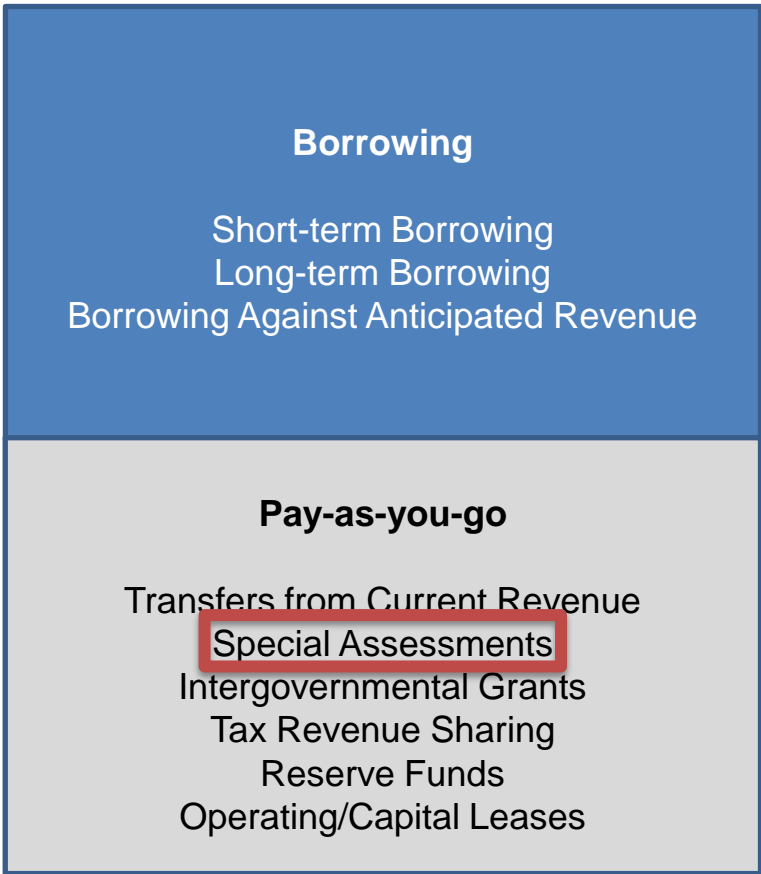 Borrowing
Short-term Borrowing
Long-term Borrowing
Borrowing Against Anticipated Revenue
Pay-as-you-go
Transfers from Current Revenue
Special Assessments
Intergovernmental Grants
Tax Revenue Sharing
Reserve Funds
Operating/Capital Leases